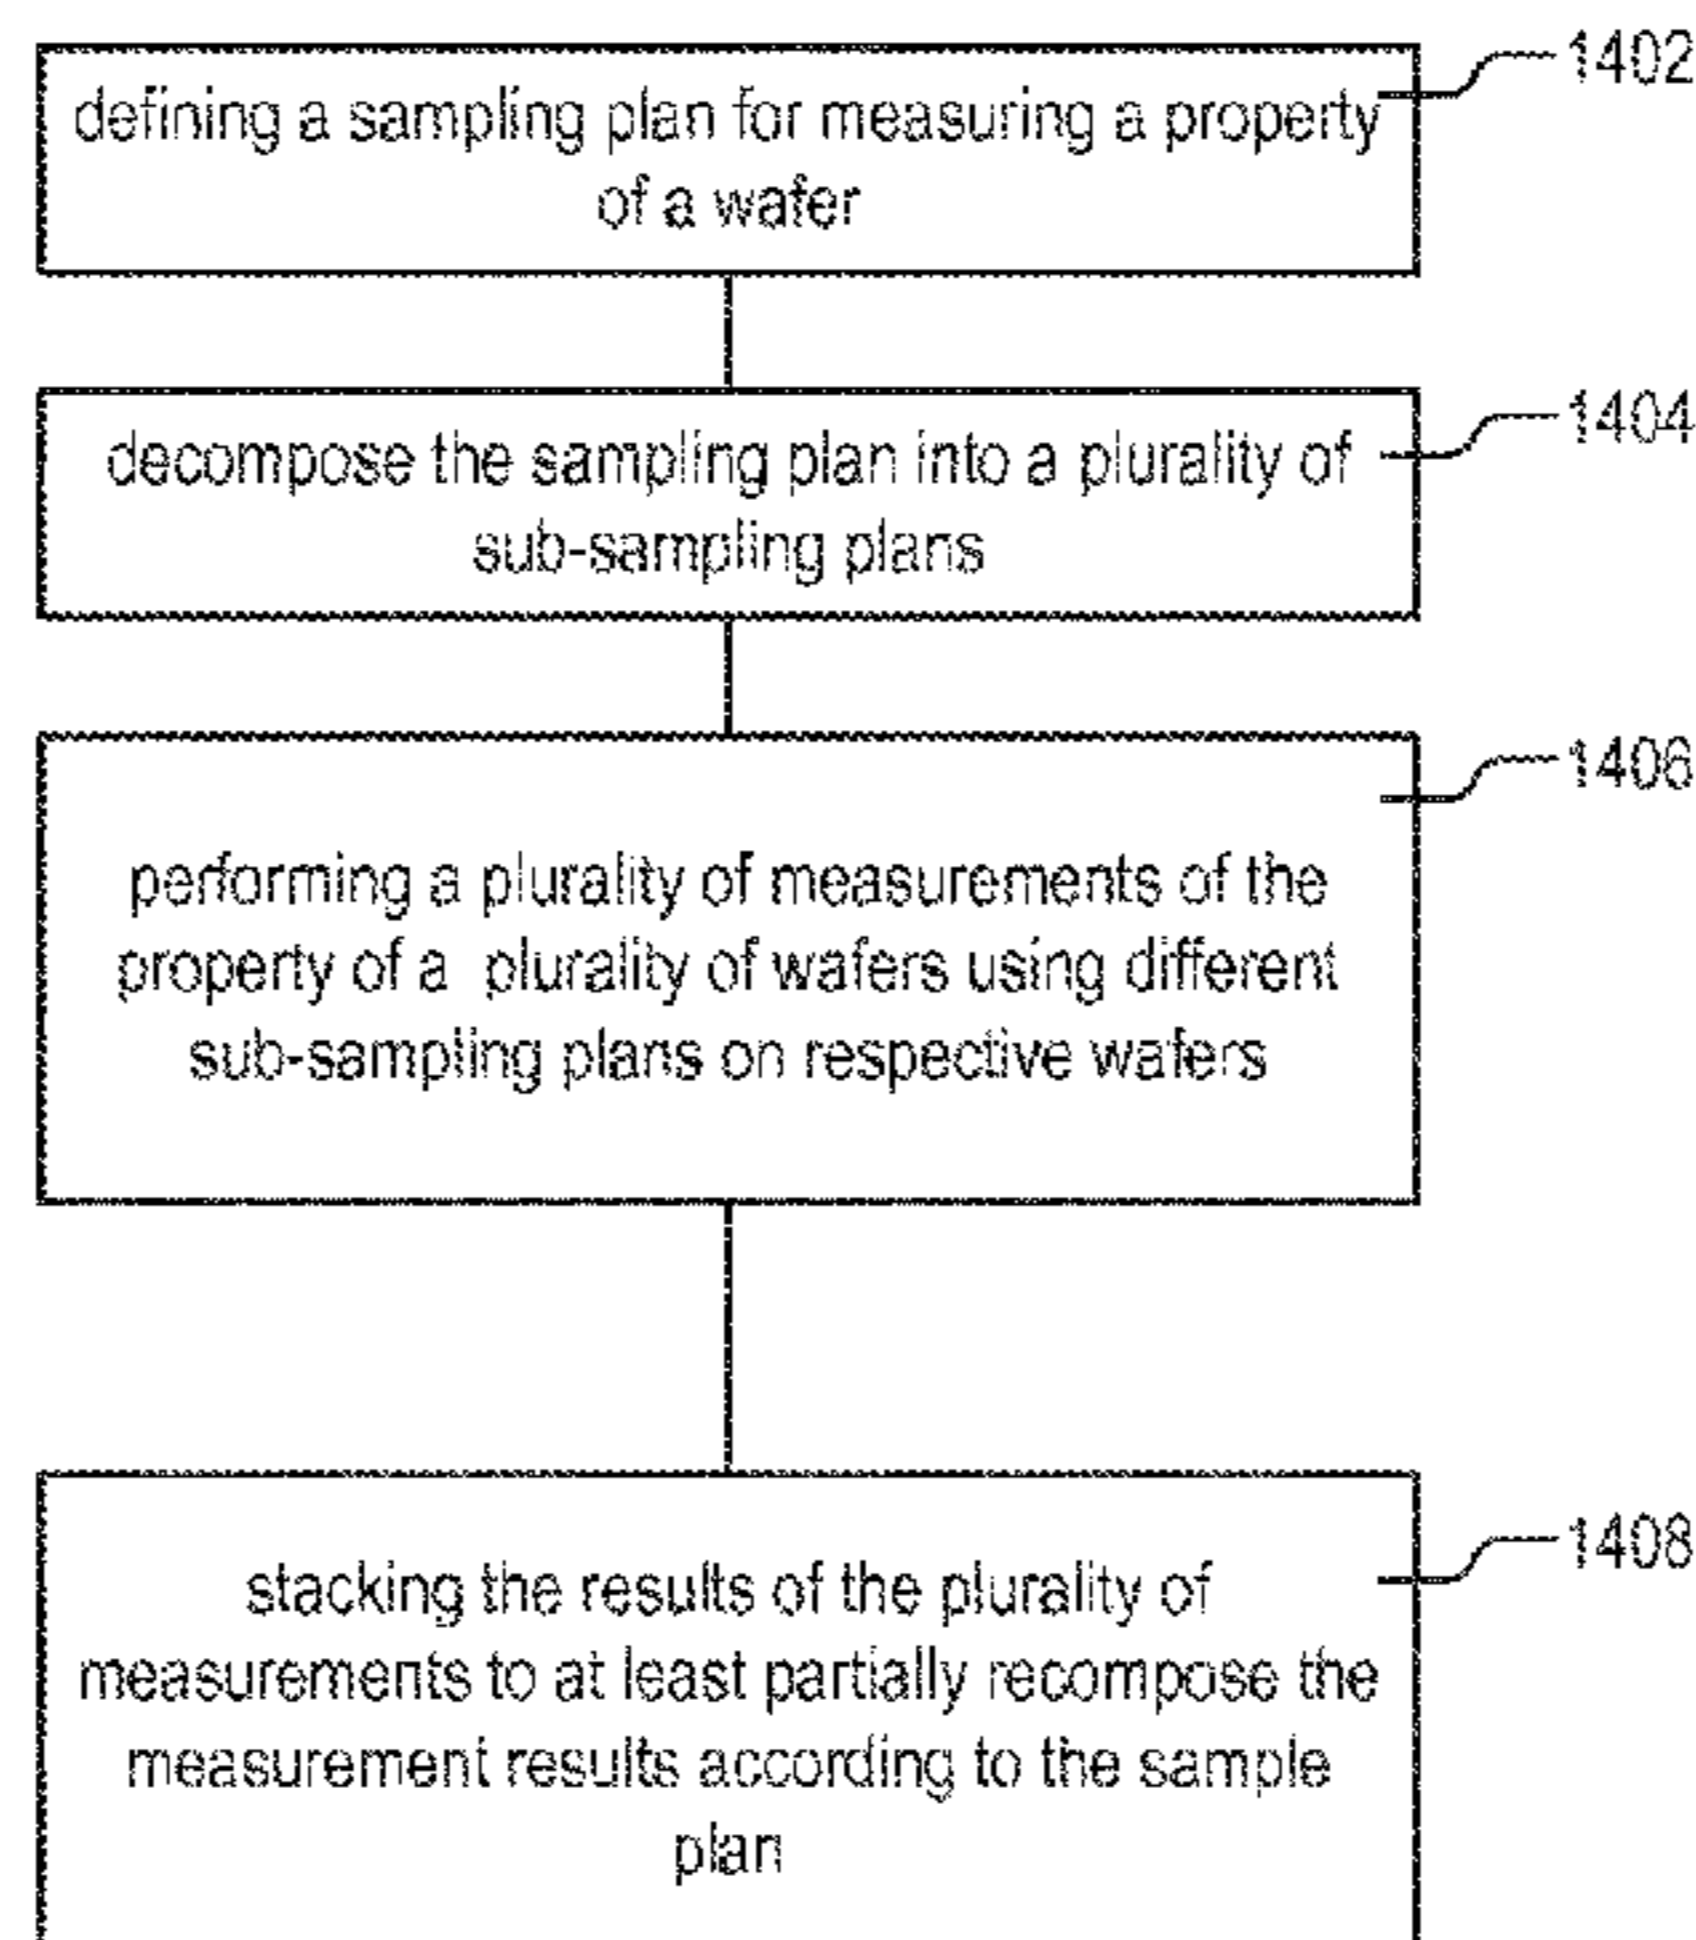 1402
defining a sampling plan for measuring a property
of a wafer
1404
decompose the sampling plan into a plurality of
sub-sampling plans
1406
performing a plurality of measurements of the
property of a plurality of wafers using different
sub-sampling plans on respective wafers
1408
stacking the results of the plurality of
measurements to at least partially recompose the
measurement results according to the sample
plan